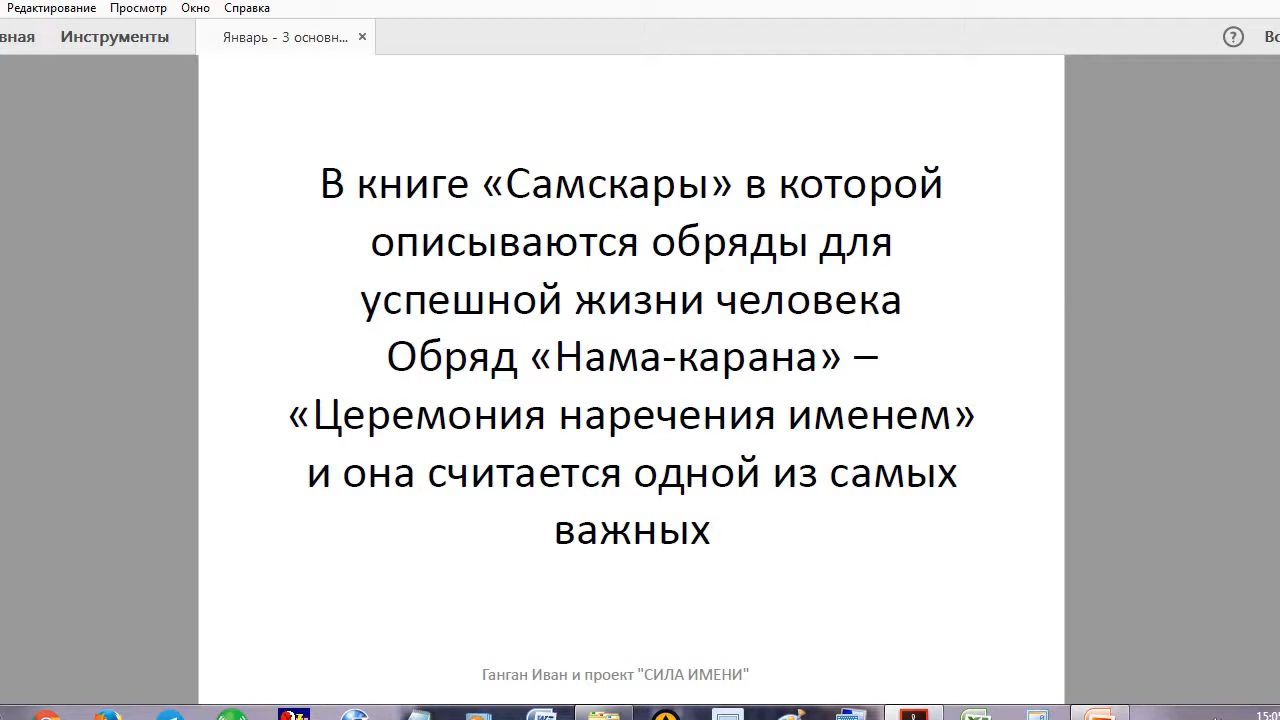 Редактирование Просмотр Окно Справка
Инструменты
Январь - 3 основн... ×
?
В книге «Самскары» в которой
описываются обряды для
успешной жизни человека
Обряд «Нама-карана» –
«Церемония наречения именем»
и она считается одной из самых
важных
Ганган Иван и проект "СИЛА ИМЕНИ"